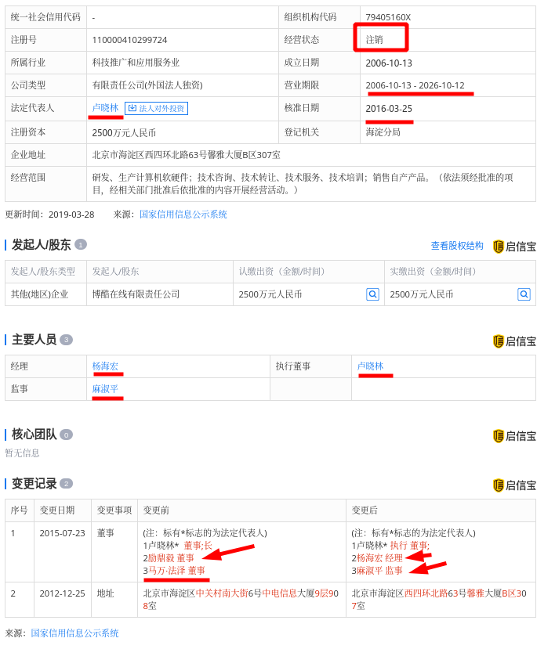 统一社会信用代码 - 组织机构代码 79405160X
注册号 110000410299724 经营状态 注销
所属行业 科技推广和应用服务业 成立日期 2006-10-13
公司类型 有限责任公司(外国法人独资) 营业期限 2006-10-13 - 2026-10-12
法定代表人 卢晓林 法人对外投资 核准日期 2016-03-25
注册资本 2500万元人民币 登记机关 海淀分局
企业地址 北京市海淀区西四环北路63号馨雅大厦B区307室
经营范围 研发、生产计算机软硬件；技术咨询、技术转让、技术服务、技术培训；销售自产产品。（依法须经批准的项
目，经相关部门批准后依批准的内容开展经营活动。）
更新时间：2019-03-28 来源：国家信用信息公示系统
发起人/股东 1 查看股权结构 启信宝
发起人/股东类型 发起人/股东 认缴出资（金额/时间） 实缴出资（金额/时间）
其他(地区)企业 博酷在线有限责任公司 2500万元人民币 2500万元人民币
主要人员 3 启信宝
经理 杨海宏 执行董事 卢晓林
监事 麻淑平
核心团队 0 启信宝
暂无信息
变更记录 2 启信宝
序号 变更日期 变更事项 变更前 变更后
1 2015-07-23 董事 (注：标有*标志的为法定代表人) (注：标有*标志的为法定代表人)
1卢晓林* 董事;长 1卢晓林* 执行 董事;
2励鼎毅 董事 2杨海宏 经理
3马万·法泽 董事 3麻淑平 监事
2 2012-12-25 地址 北京市海淀区中关村南大街6号中电信息大厦9层90 北京市海淀区西四环北路63号馨雅大厦B区30
8室 7室
来源：国家信用信息公示系统